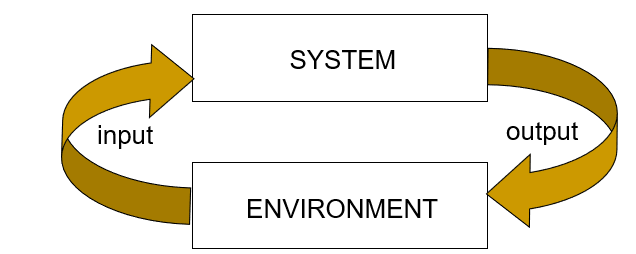 SYSTEM
input
output
ENVIRONMENT